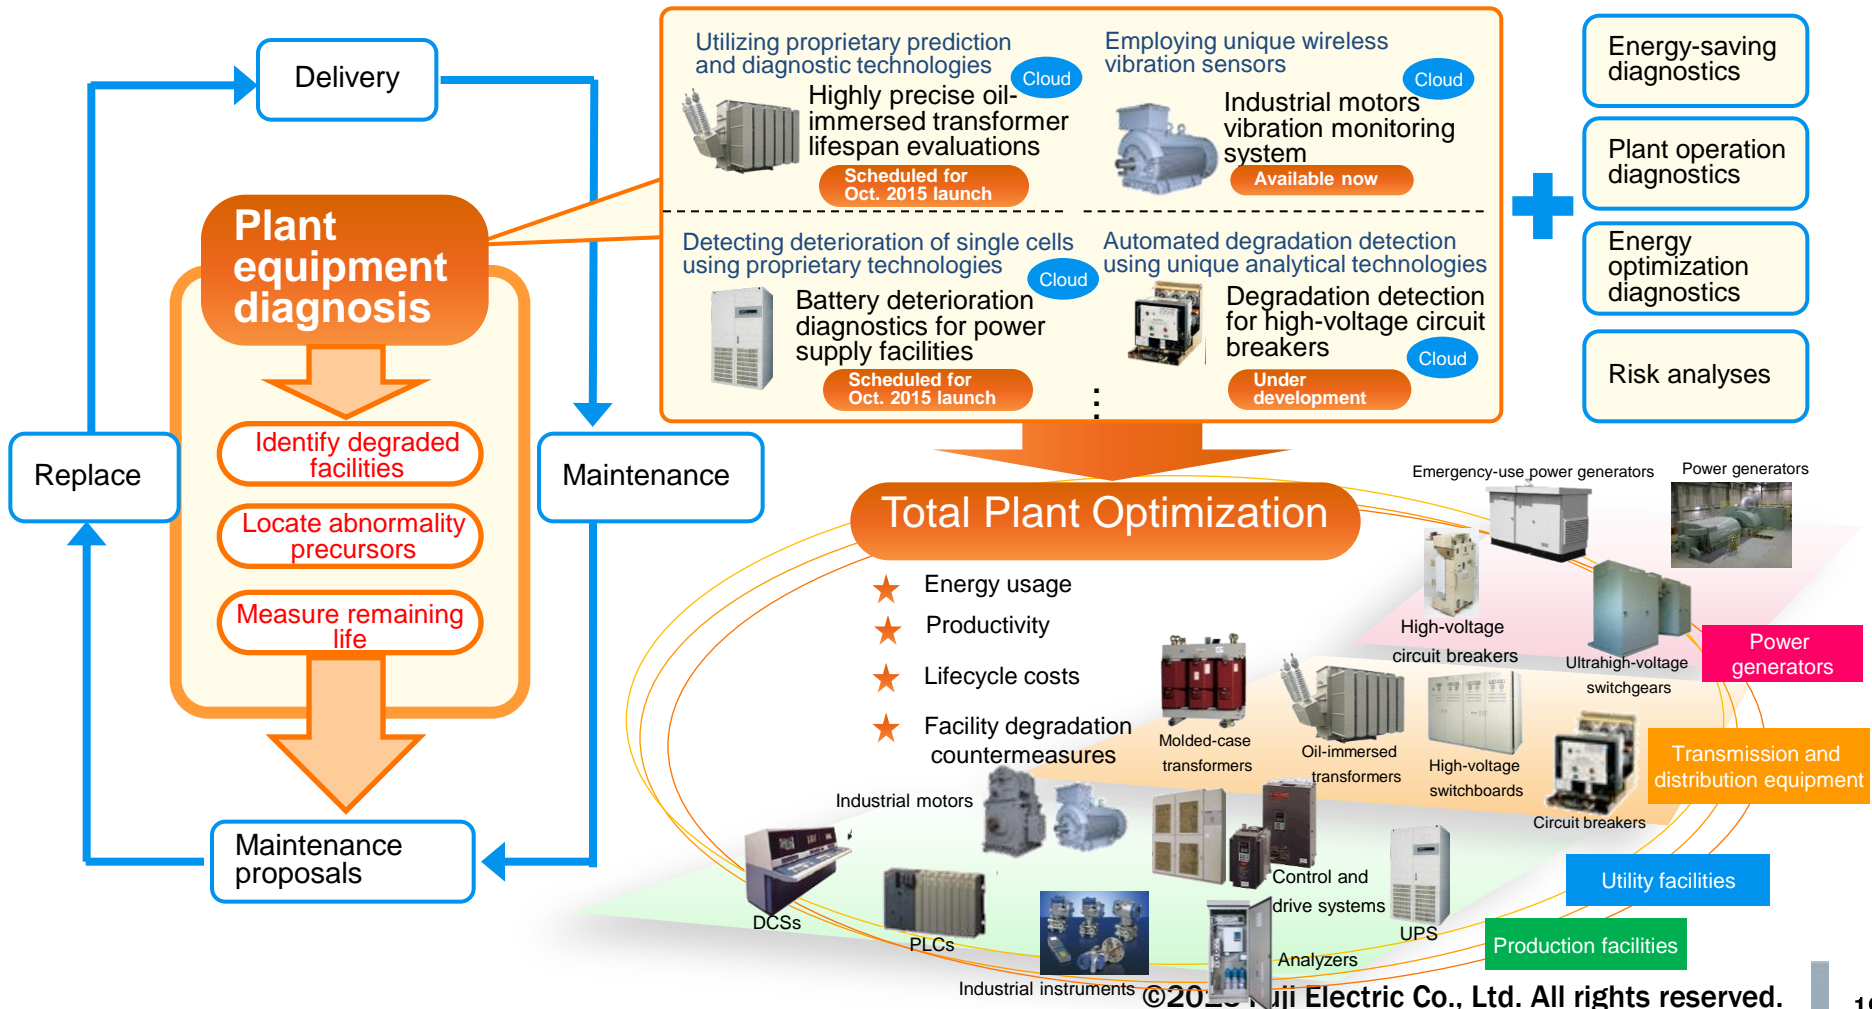 Delivery
Plant
equipment
diagnosis
Identify degraded
facilities
Locate abnormality
precursors
Measure remaining
life
Replace
Maintenance
Maintenance
proposals
Utilizing proprietary prediction
and diagnostic technologies
Cloud
Highly precise oil-
immersed transformer
lifespan evaluations
Scheduled for
Oct. 2015 launch
Employing unique wireless
vibration sensors
Cloud
Industrial motors
vibration monitoring
system
Available now
Detecting deterioration of single cells
using proprietary technologies
Cloud
Battery deterioration
diagnostics for power
supply facilities
Scheduled for
Oct. 2015 launch
Automated degradation detection
using unique analytical technologies
Degradation detection
for high-voltage circuit
breakers
Cloud
Under
development
Energy-saving
diagnostics
Plant operation
diagnostics
Energy
optimization
diagnostics
Risk analyses
Total Plant Optimization
Energy usage
Productivity
Lifecycle costs
Facility degradation
countermeasures
Emergency-use power generators
Power generators
High-voltage
circuit breakers
Ultrahigh-voltage
switchgears
Power
generators
Molded-case
transformers
Oil-immersed
transformers
High-voltage
switchboards
Circuit breakers
Transmission and
distribution equipment
Industrial motors
DCSs
PLCs
Industrial instruments
Control and
drive systems
Analyzers
UPS
Utility facilities
Production facilities
Electric Co., Ltd. All rights reserved.